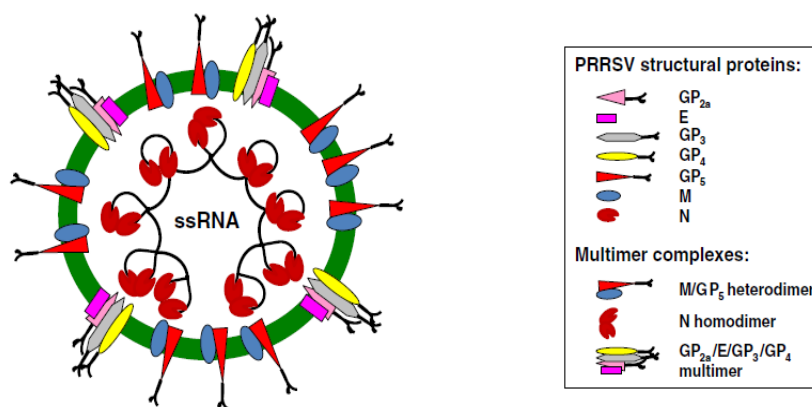 ssRNA
PRRSV structural proteins:
GP2a
E
GP3
GP4
GP5
M
N
Multimer complexes:
M/GP5 heterodimer
N homodimer
GP2a/E/GP3/GP4
multimer